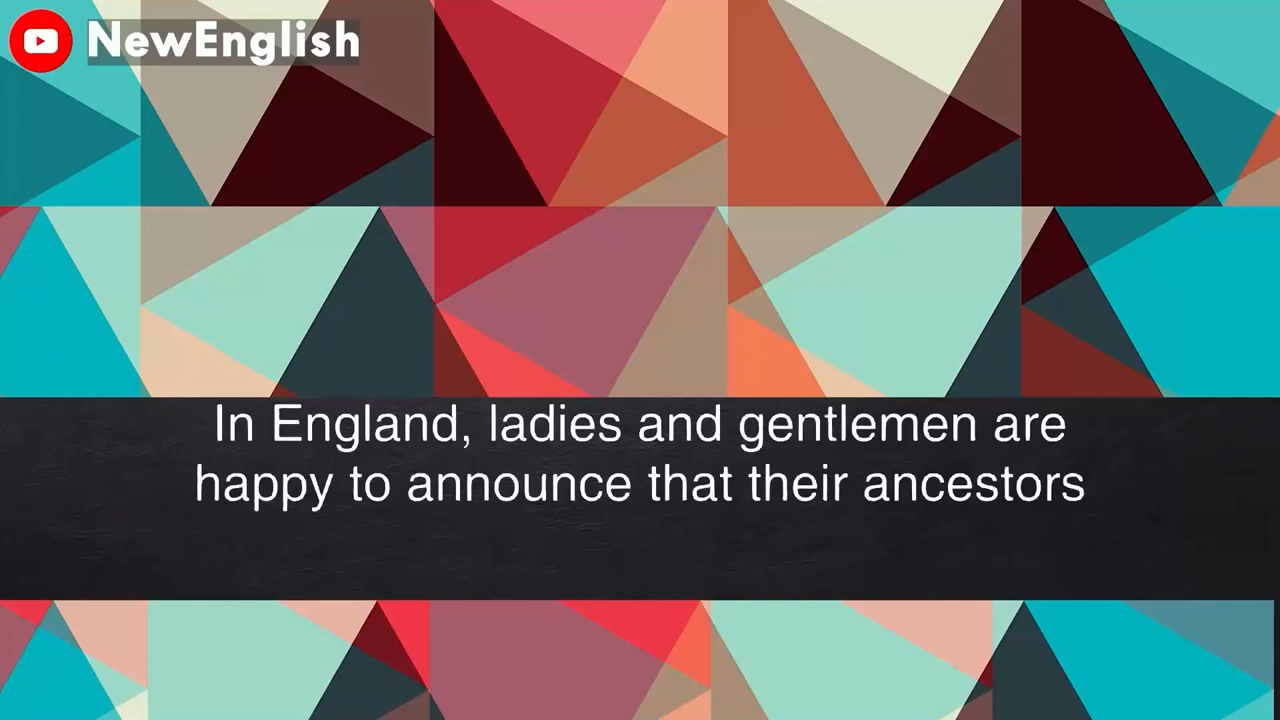 NewEnglish
In England, ladies and gentlemen are
happy to announce that their ancestors